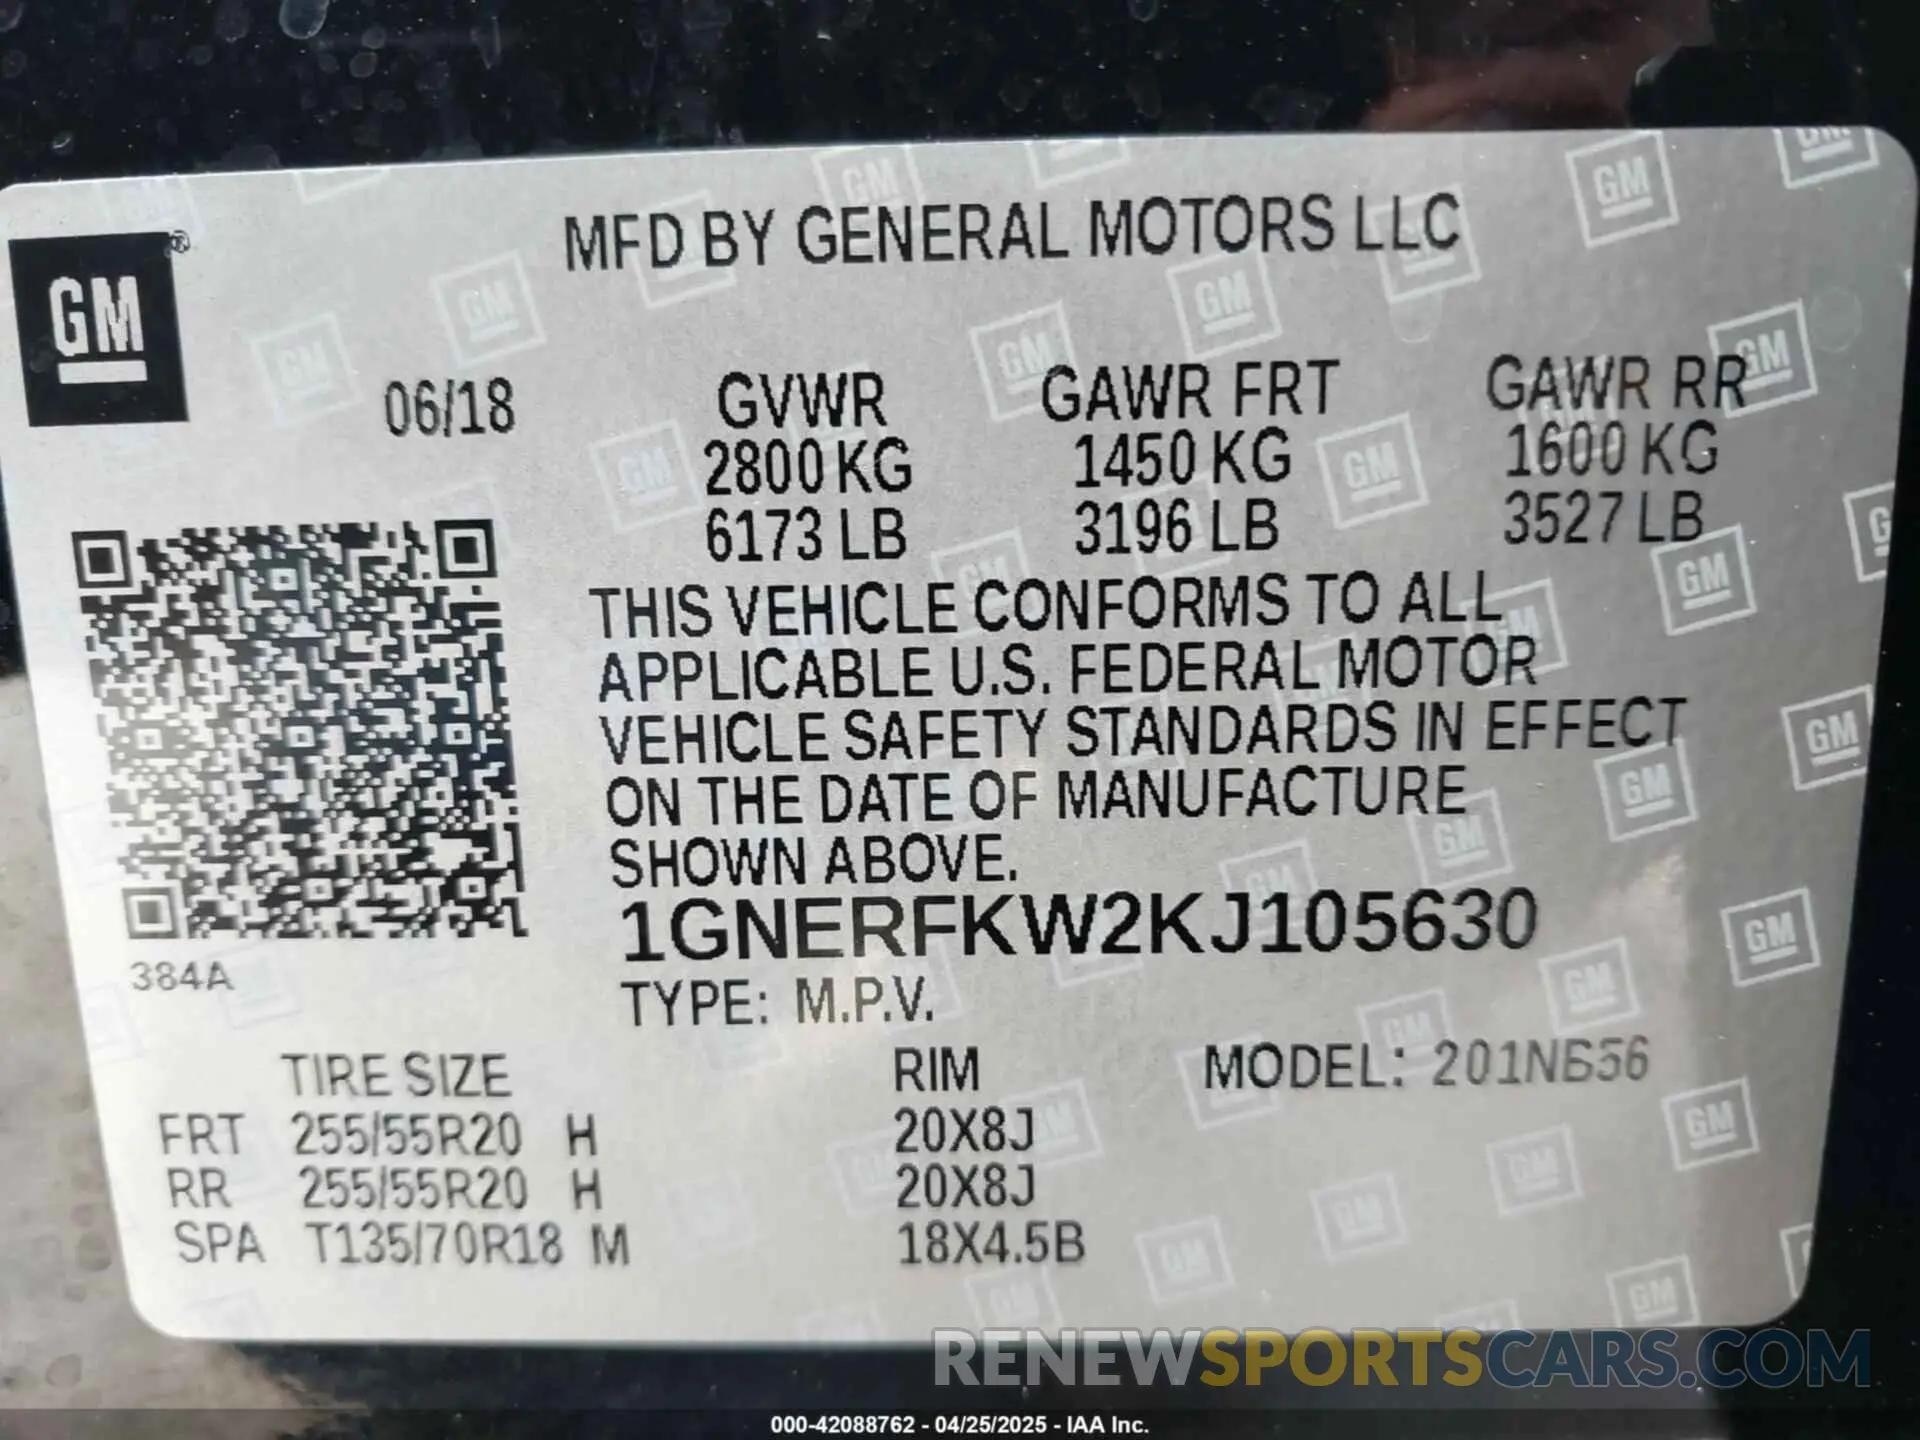 MFD BY GENERAL MOTORS LLC
GM®
06/18
GVWR GAWR FRT GAWR RR
2800 KG 1450 KG 1600 KG
6173 LB 3196 LB 3527 LB
THIS VEHICLE CONFORMS TO ALL
APPLICABLE U.S. FEDERAL MOTOR
VEHICLE SAFETY STANDARDS IN EFFECT
ON THE DATE OF MANUFACTURE
SHOWN ABOVE.
1GNERFKW2KJ105630
384A
TYPE: M.P.V.
TIRE SIZE RIM MODEL: 201NB56
FRT 255/55R20 H 20X8J
RR 255/55R20 H 20X8J
SPA T135/70R18 M 18X4.5B
RENEWSPORTSCARS.COM
000-42088762 - 04/25/2025 - IAA Inc.